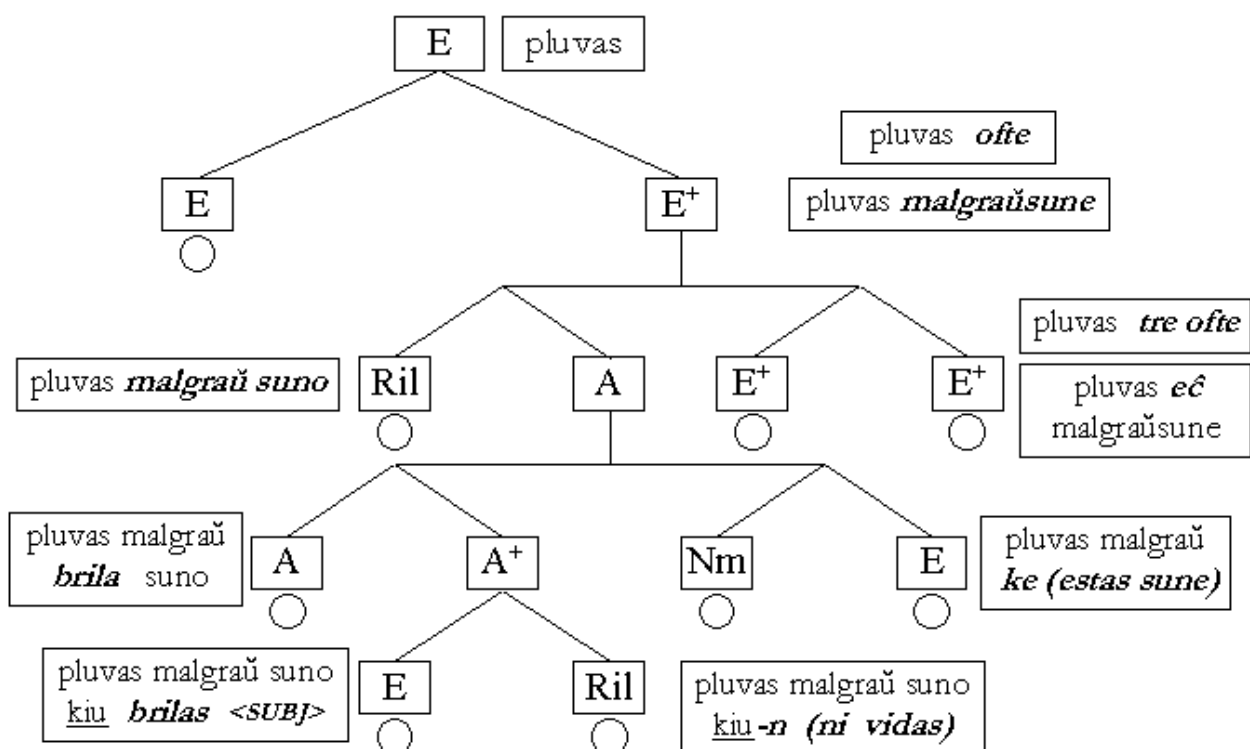 E pluvas
pluvas ofte
E E⁺ pluvas malgraŭsune
pluvas tre ofte
pluvas malgraŭ suno Ril A E⁺ E⁺
pluvas eĉ
malgraŭsune
pluvas malgraŭ
brila suno
A A⁺ Nm E
pluvas malgraŭ
ke (estas sune)
pluvas malgraŭ suno
kiu brilas <SUBJ>
E Ril
pluvas malgraŭ suno
kiu-n (ni vidas)